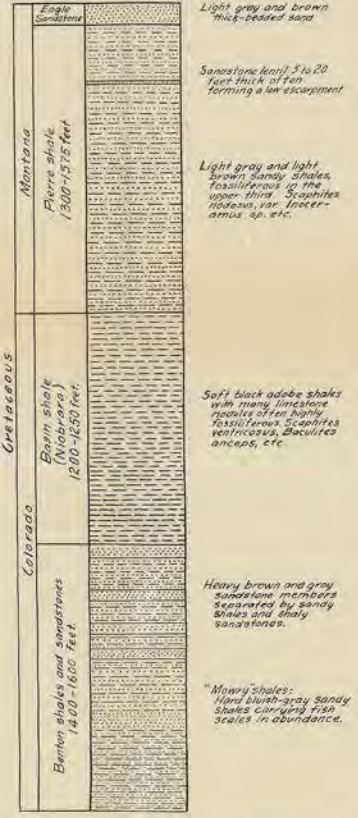 Cretaceous
Montana
Colorado
Eagle
Sandstone
Pierre shale
1300-1575 feet
Basin shale
(Niobrara)
1200-1250 feet.
Benton shales and sandstones
1400-1600 feet.
Light gray and brown
thick-bedded sand
Sandstone lentil 5 to 20
feet thick often
forming a low escarpment
Light gray and light
brown sandy shales,
fossiliferous in the
upper third. Scaphites
nodosus, var. Inocer-
amus sp. etc.
Soft black adobe shales
with many limestone
nodules often highly
fossiliferous. Scaphites
ventricosus, Baculites
anceps, etc.
Heavy brown and gray
sandstone members
separated by sandy
shales and shaly
sandstones.
"Mowry" shales:
Hard bluish-gray sandy
shales carrying fish
scales in abundance.